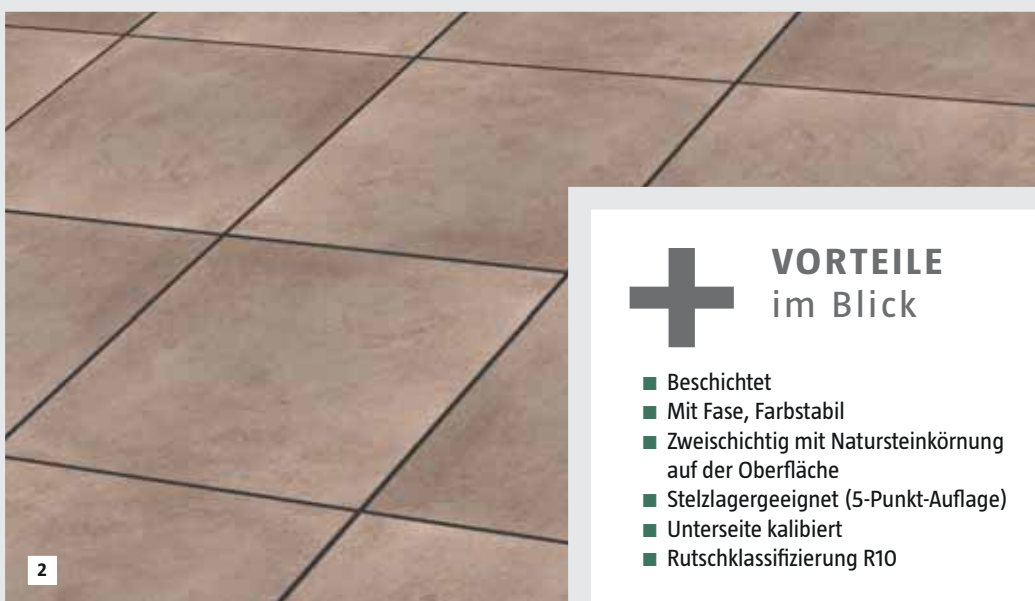 VORTEILE
im Blick
Beschichtet
Mit Fase, Farbstabil
Zweischichtig mit Natursteinkörnung
auf der Oberfläche
Stelzlagergeeignet (5-Punkt-Auflage)
Unterseite kalibiert
Rutschklassifizierung R10
2